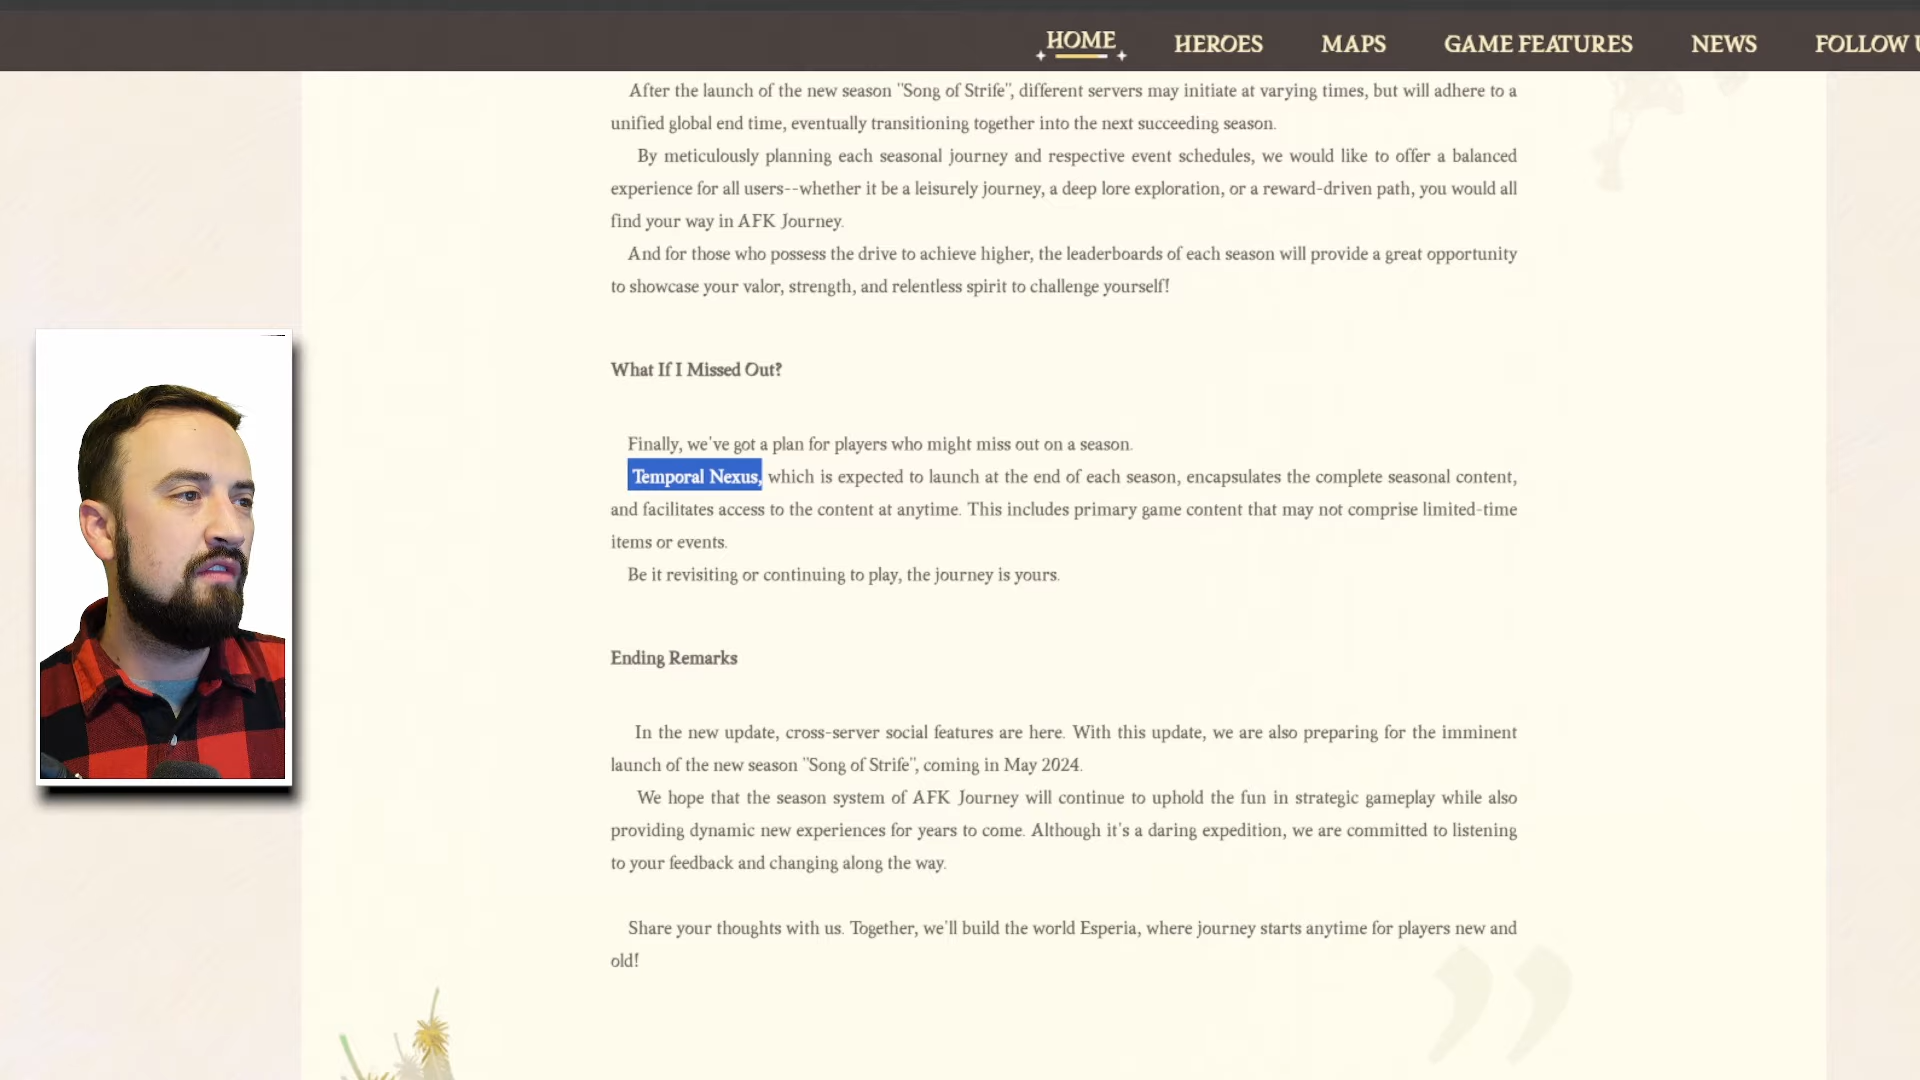 HOME HEROES MAPS GAME FEATURES NEWS FOLLOW U
After the launch of the new season "Song of Strife", different servers may initiate at varying times, but will adhere to a
unified global end time, eventually transitioning together into the next succeeding season.
By meticulously planning each seasonal journey and respective event schedules, we would like to offer a balanced
experience for all users--whether it be a leisurely journey, a deep lore exploration, or a reward-driven path, you would all
find your way in AFK Journey.
And for those who possess the drive to achieve higher, the leaderboards of each season will provide a great opportunity
to showcase your valor, strength, and relentless spirit to challenge yourself!
What If I Missed Out?
Finally, we've got a plan for players who might miss out on a season.
Temporal Nexus, which is expected to launch at the end of each season, encapsulates the complete seasonal content,
and facilitates access to the content at anytime. This includes primary game content that may not comprise limited-time
items or events.
Be it revisiting or continuing to play, the journey is yours.
Ending Remarks
In the new update, cross-server social features are here. With this update, we are also preparing for the imminent
launch of the new season "Song of Strife", coming in May 2024.
We hope that the season system of AFK Journey will continue to uphold the fun in strategic gameplay while also
providing dynamic new experiences for years to come. Although it's a daring expedition, we are committed to listening
to your feedback and changing along the way.
Share your thoughts with us. Together, we'll build the world Esperia, where journey starts anytime for players new and
old!